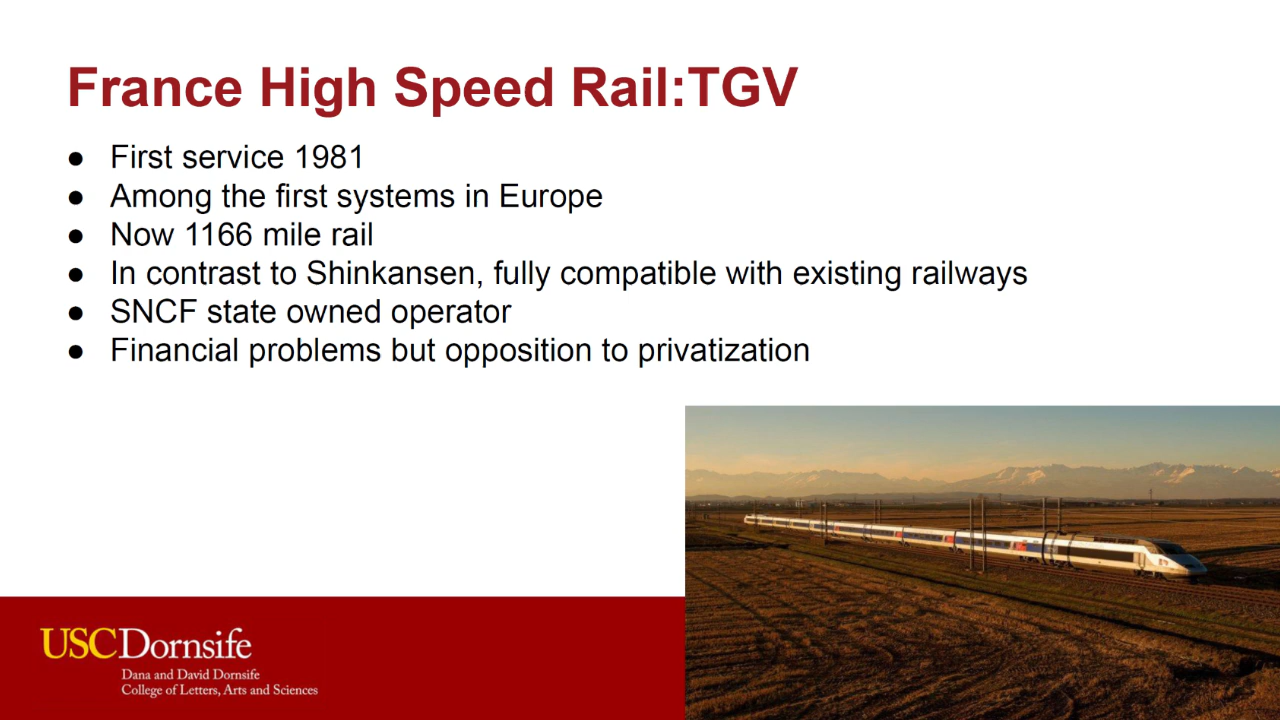 France High Speed Rail:TGV
● First service 1981
● Among the first systems in Europe
● Now 1166 mile rail
● In contrast to Shinkansen, fully compatible with existing railways
● SNCF state owned operator
● Financial problems but opposition to privatization
USCDornsife
Dana and David Dornsife
College of Letters, Arts and Sciences